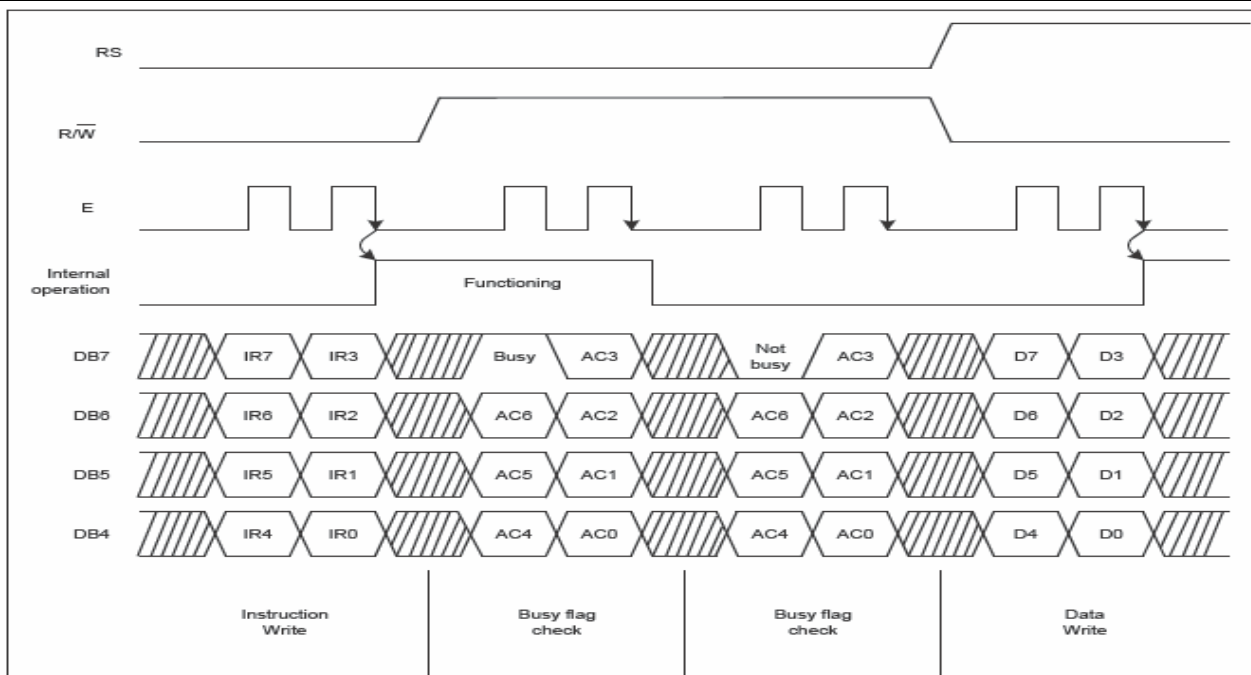 RS
R/W̅
E
Internal
operation
Functioning
DB7 IR7 IR3 Busy AC3 Not busy AC3 D7 D3
DB6 IR6 IR2 AC6 AC2 AC6 AC2 D6 D2
DB5 IR5 IR1 AC5 AC1 AC5 AC1 D5 D1
DB4 IR4 IR0 AC4 AC0 AC4 AC0 D4 D0
Instruction Busy flag Busy flag Data
Write check check Write